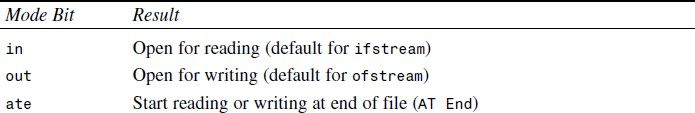 Mode Bit Result
in Open for reading (default for ifstream)
out Open for writing (default for ofstream)
ate Start reading or writing at end of file (AT End)